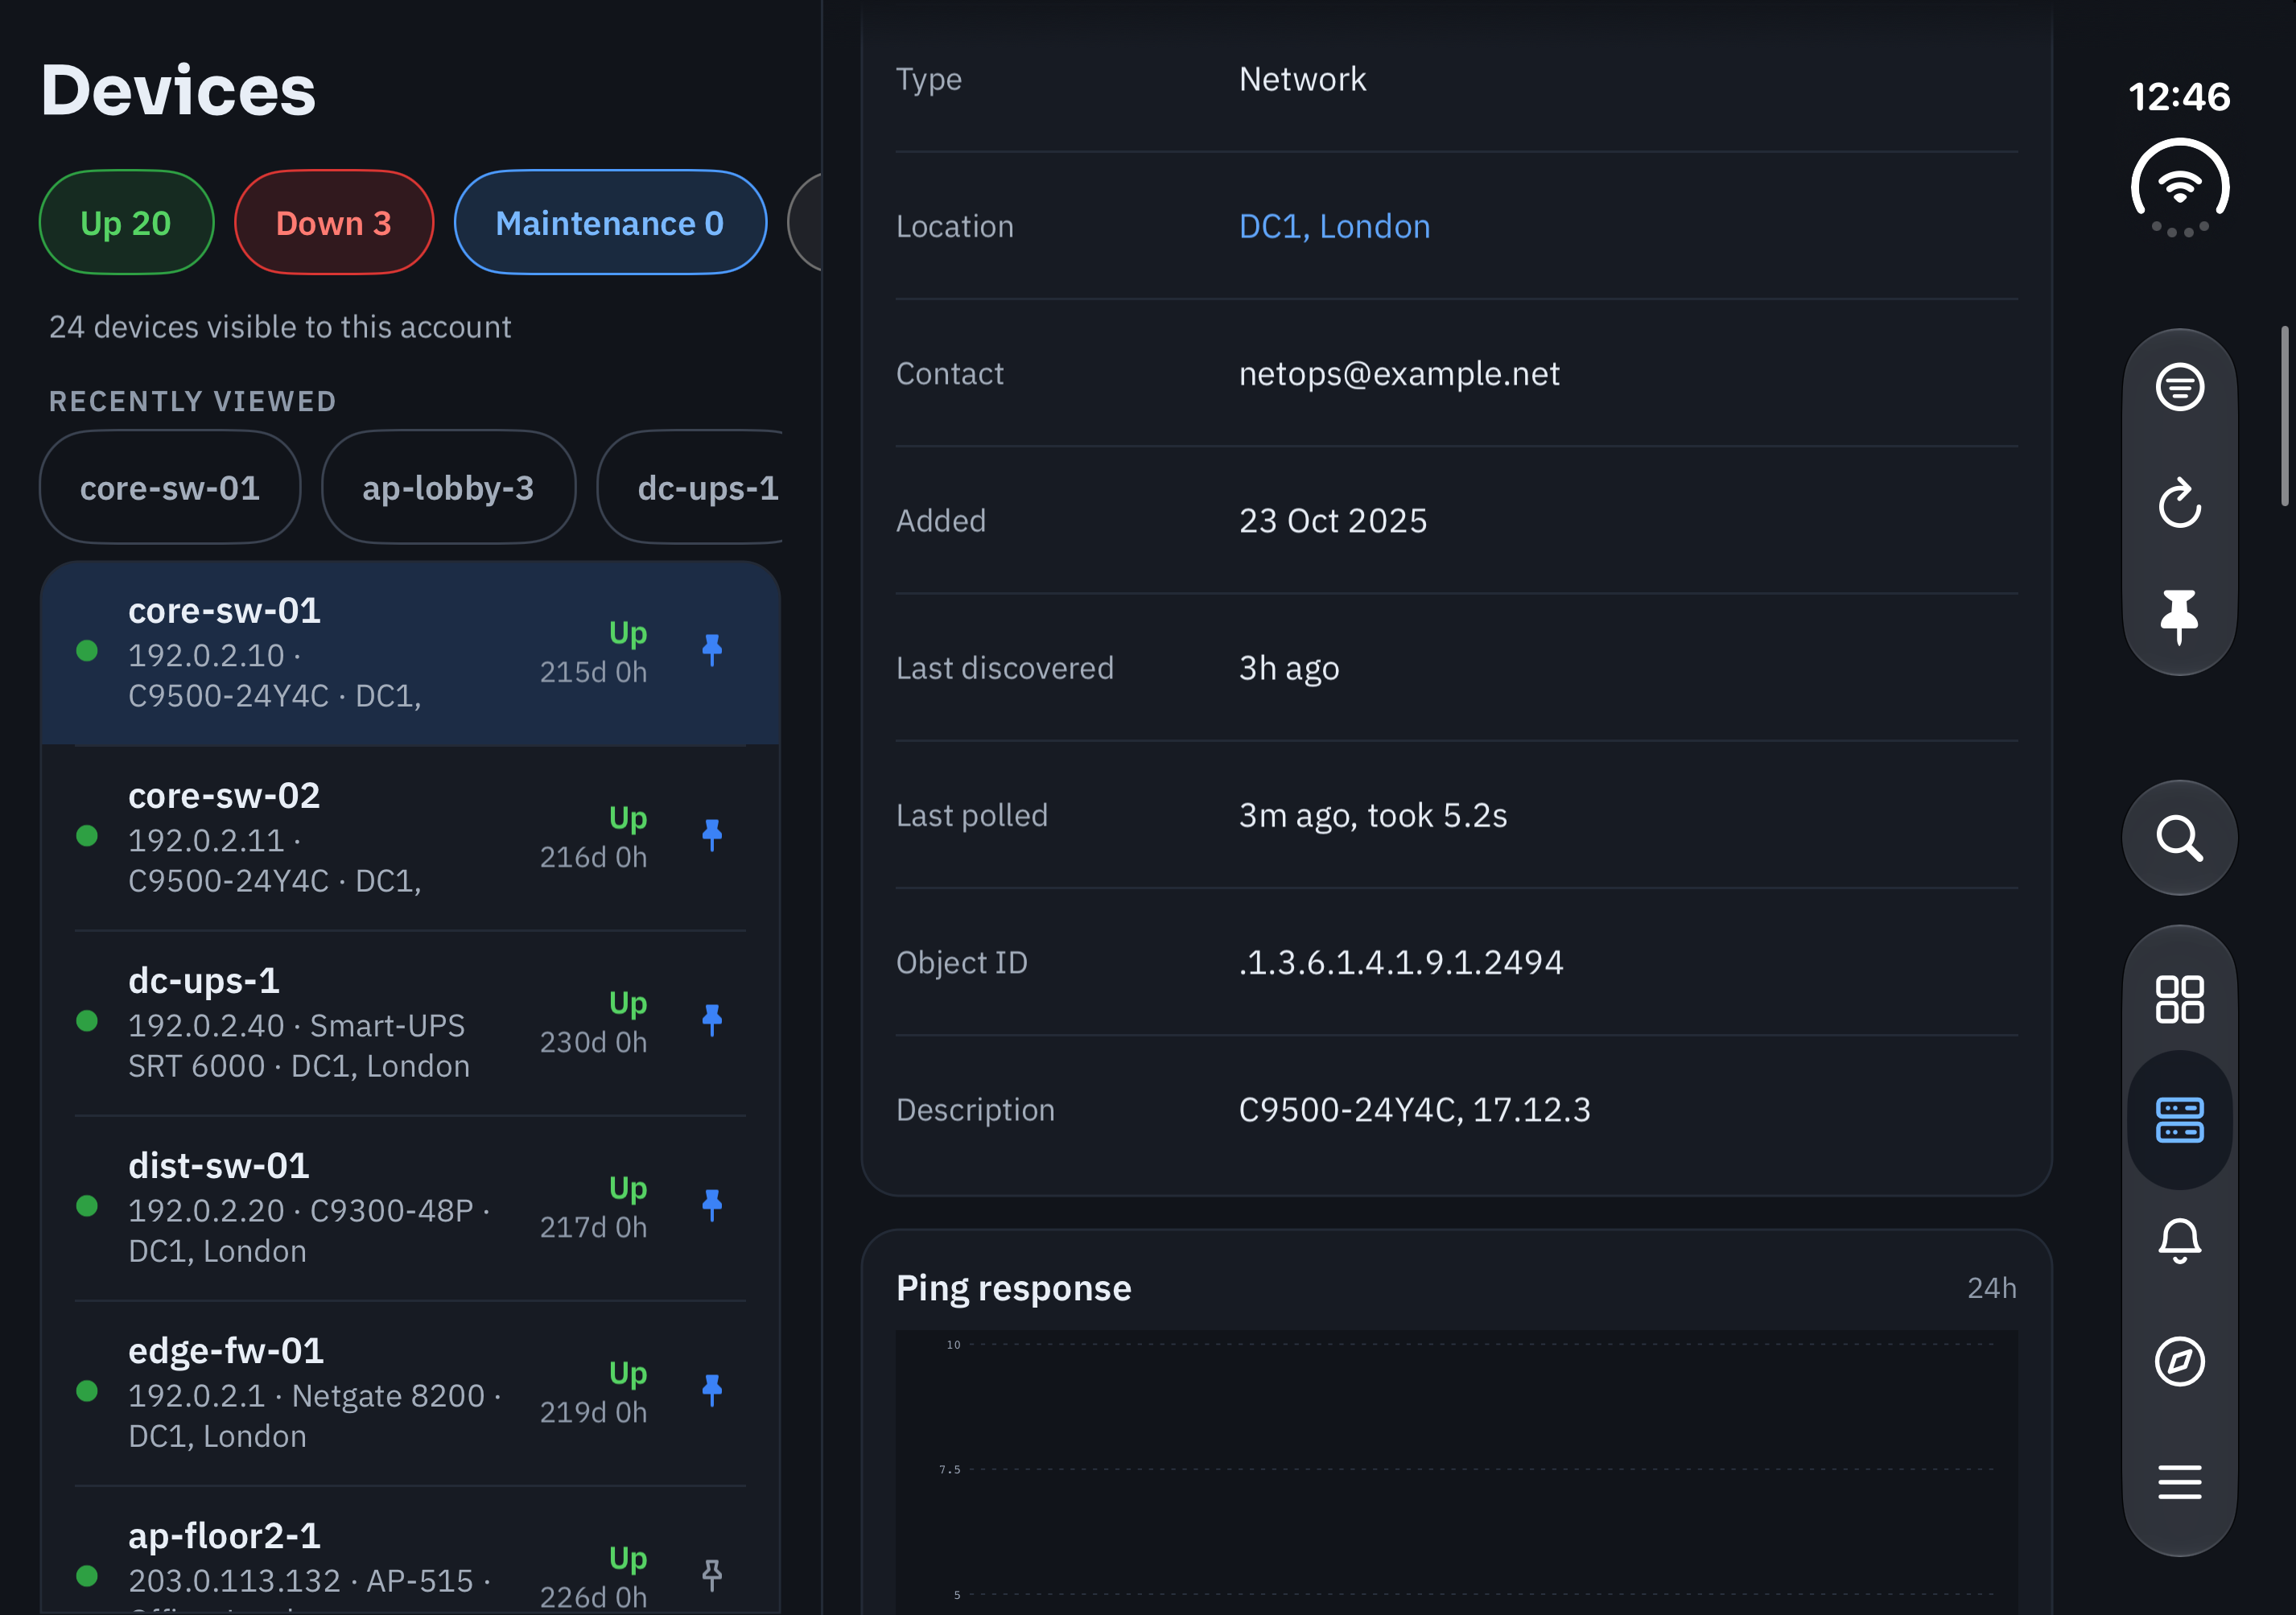 Devices
Up 20
Down 3
Maintenance 0
24 devices visible to this account
RECENTLY VIEWED
core-sw-01
ap-lobby-3
dc-ups-1
core-sw-01
192.0.2.10 ·
C9500-24Y4C · DC1,
Up
215d 0h
core-sw-02
192.0.2.11 ·
C9500-24Y4C · DC1,
Up
216d 0h
dc-ups-1
192.0.2.40 · Smart-UPS
SRT 6000 · DC1, London
Up
230d 0h
dist-sw-01
192.0.2.20 · C9300-48P ·
DC1, London
Up
217d 0h
edge-fw-01
192.0.2.1 · Netgate 8200 ·
DC1, London
Up
219d 0h
ap-floor2-1
203.0.113.132 · AP-515 ·
Up
226d 0h
Type
Network
Location
DC1, London
Contact
netops@example.net
Added
23 Oct 2025
Last discovered
3h ago
Last polled
3m ago, took 5.2s
Object ID
.1.3.6.1.4.1.9.1.2494
Description
C9500-24Y4C, 17.12.3
Ping response
24h
10
7.5
5
12:46